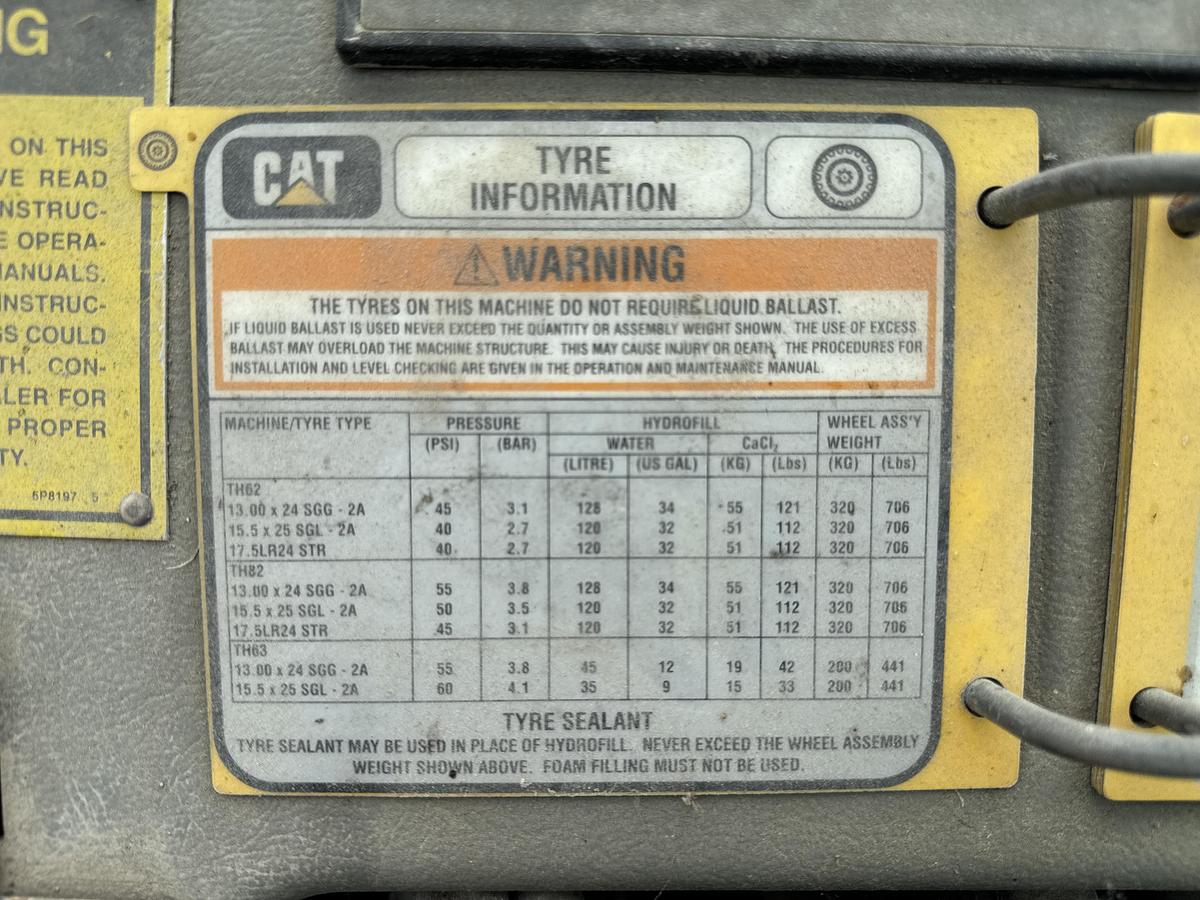 IG
ON THIS
VE READ
NSTRUC-
E OPERA-
MANUALS.
NSTRUC-
GS COULD
TH. CON-
LER FOR
PROPER
TY.
5P8197 5
CAT
TYRE
INFORMATION
WARNING
THE TYRES ON THIS MACHINE DO NOT REQUIRE LIQUID BALLAST.
IF LIQUID BALLAST IS USED NEVER EXCEED THE QUANTITY OR ASSEMBLY WEIGHT SHOWN. THE USE OF EXCESS
BALLAST MAY OVERLOAD THE MACHINE STRUCTURE. THIS MAY CAUSE INJURY OR DEATH. THE PROCEDURES FOR
INSTALLATION AND LEVEL CHECKING ARE GIVEN IN THE OPERATION AND MAINTENANCE MANUAL.
MACHINE/TYRE TYPE PRESSURE HYDROFILL WHEEL ASS'Y
(PSI) (BAR) WATER CaCl₂ WEIGHT
(LITRE) (US GAL) (KG) (Lbs) (KG) (Lbs)
TH62
13.00 x 24 SGG - 2A 45 3.1 128 34 55 121 320 706
15.5 x 25 SGL - 2A 40 2.7 120 32 51 112 320 706
17.5LR24 STR 40 2.7 120 32 51 112 320 706
TH82
13.00 x 24 SGG - 2A 55 3.8 128 34 55 121 320 706
15.5 x 25 SGL - 2A 50 3.5 120 32 51 112 320 706
17.5LR24 STR 45 3.1 120 32 51 112 320 706
TH63
13.00 x 24 SGG - 2A 55 3.8 45 12 19 42 200 441
15.5 x 25 SGL - 2A 60 4.1 35 9 15 33 200 441
TYRE SEALANT
TYRE SEALANT MAY BE USED IN PLACE OF HYDROFILL. NEVER EXCEED THE WHEEL ASSEMBLY
WEIGHT SHOWN ABOVE. FOAM FILLING MUST NOT BE USED.